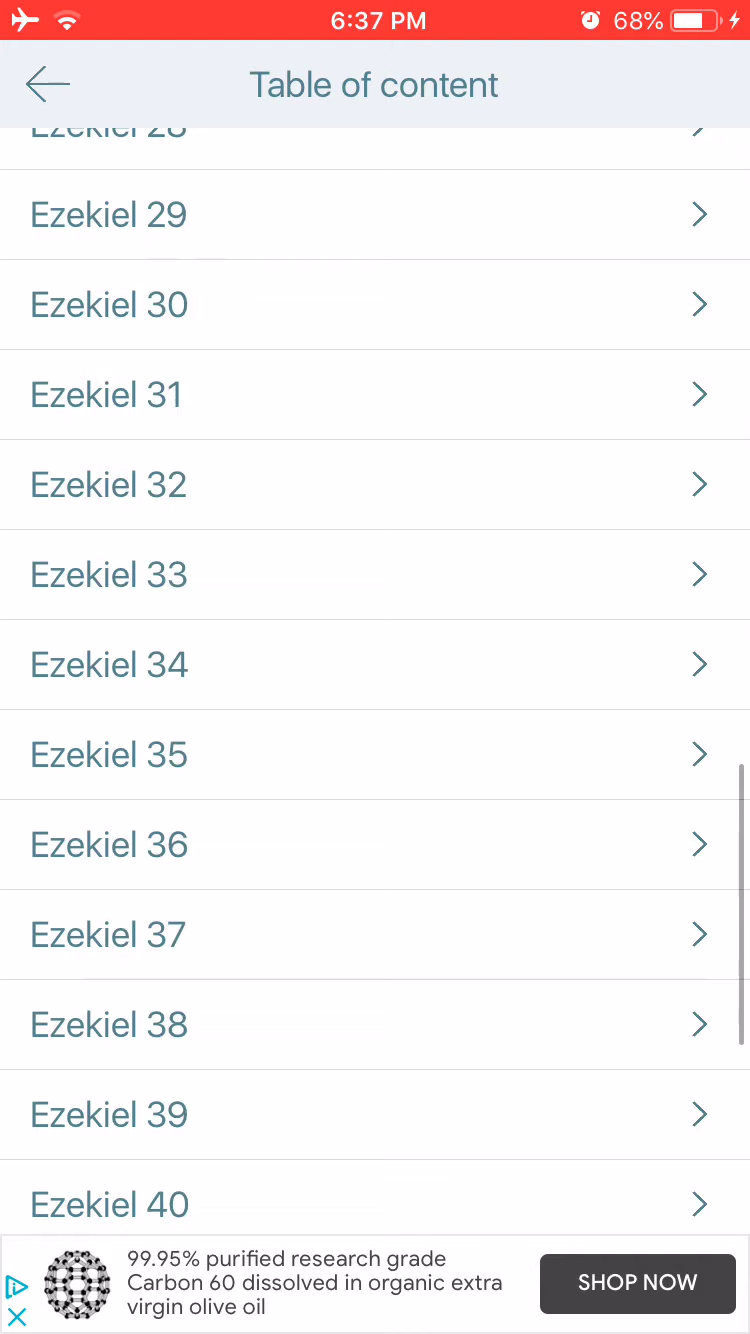 6:37 PM 68%
Table of content
Ezekiel 28
Ezekiel 29
Ezekiel 30
Ezekiel 31
Ezekiel 32
Ezekiel 33
Ezekiel 34
Ezekiel 35
Ezekiel 36
Ezekiel 37
Ezekiel 38
Ezekiel 39
Ezekiel 40
99.95% purified research grade
Carbon 60 dissolved in organic extra
virgin olive oil
SHOP NOW